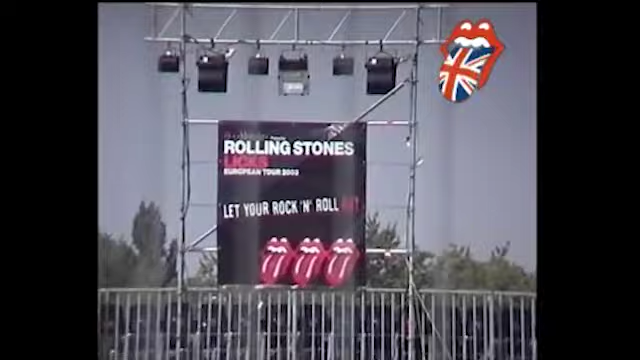 ROLLING STONES
LICKS
EUROPEAN TOUR 2003
LET YOUR ROCK 'N' ROLL